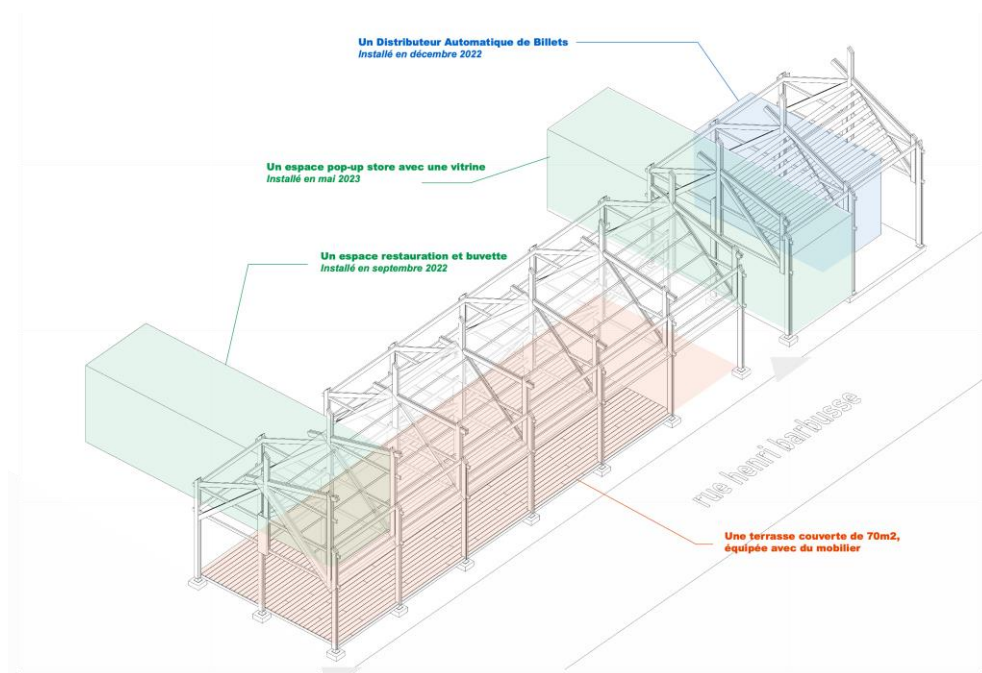 Un Distributeur Automatique de Billets
Installé en décembre 2022
Un espace pop-up store avec une vitrine
Installé en mai 2023
Un espace restauration et buvette
Installé en septembre 2022
rue henri barbusse
Une terrasse couverte de 70m2,
équipée avec du mobilier